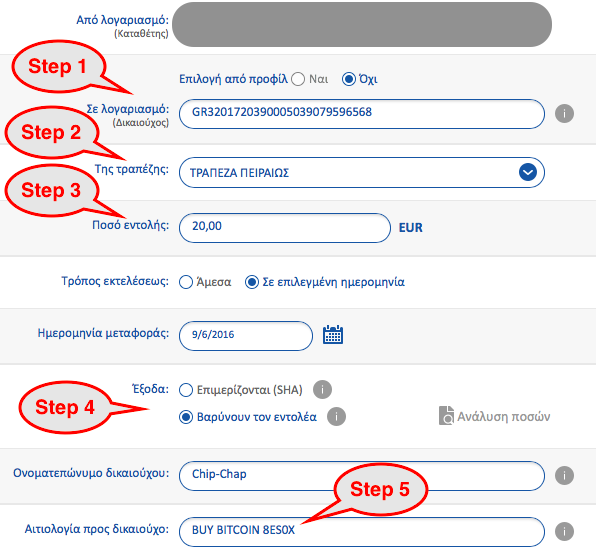 Από λογαριασμό:
(Καταθέτης)
Step 1
Επιλογή από προφίλ Ναι Όχι
Σε λογαριασμό: GR3201720390005039079596568 i
(Δικαιούχος)
Step 2
Της τραπέζης: ΤΡΑΠΕΖΑ ΠΕΙΡΑΙΩΣ
Step 3
Ποσό εντολής: 20,00 EUR
Τρόπος εκτελέσεως: Άμεσα Σε επιλεγμένη ημερομηνία
Ημερομηνία μεταφοράς: 9/6/2016
Έξοδα: Επιμερίζονται (SHA) i
Step 4
Βαρύνουν τον εντολέα i Ανάλυση ποσών
Ονοματεπώνυμο δικαιούχου: Chip-Chap i
Step 5
Αιτιολογία προς δικαιούχο: BUY BITCOIN 8ES0X i